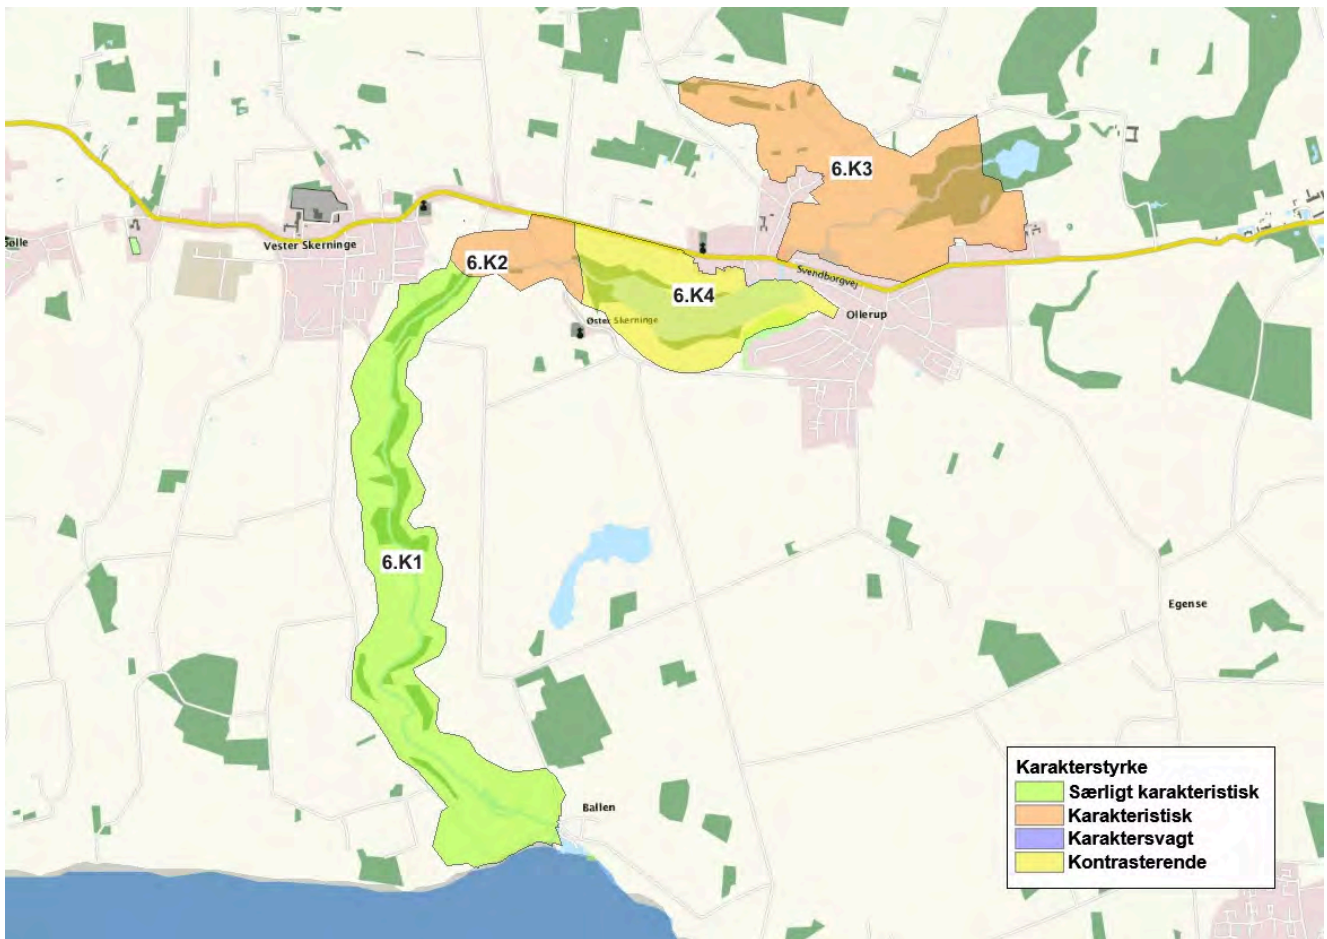 6.K3
bølle
Vester Skerninge
6.K2
Svendborgvej
6.K4
Ollerup
Øster Skerninge
6.K1
Egense
Ballen
Karakterstyrke
Særligt karakteristisk
Karakteristisk
Karaktersvagt
Kontrasterende